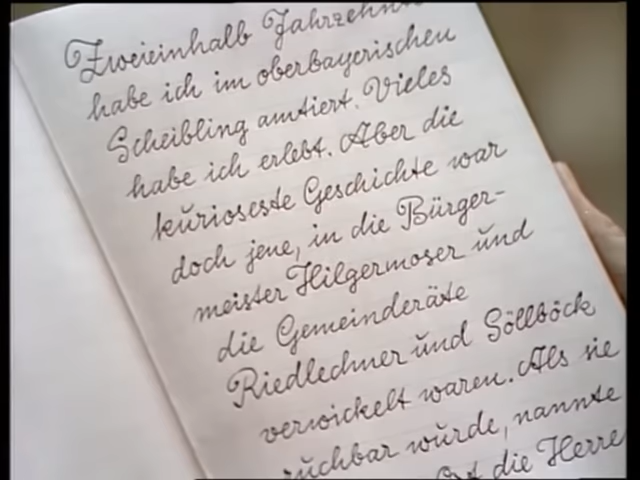 Zweieinhalb Jahrzehnte
habe ich im oberbayerischen
Scheibling amtiert. Vieles
habe ich erlebt. Aber die
kurioseste Geschichte war
doch jene, in die Bürger-
meister Hilgermoser und
die Gemeinderäte
Riedlechner und Söllböck
verwickelt waren. Als sie
ruchbar wurde, nannte
die Herre